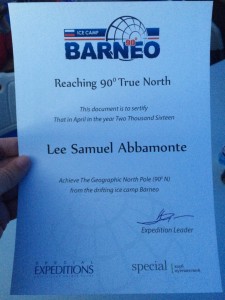 ICE CAMP
90°
BARNEO
Reaching 90° True North
This document is to sertify
That in April in the year Two Thousand Sixteen
Lee Samuel Abbamonte
Achieve The Geographic North Pole (90° N)
from the drifting ice camp Barneo
Expedition Leader
EXPEDITIONS
special